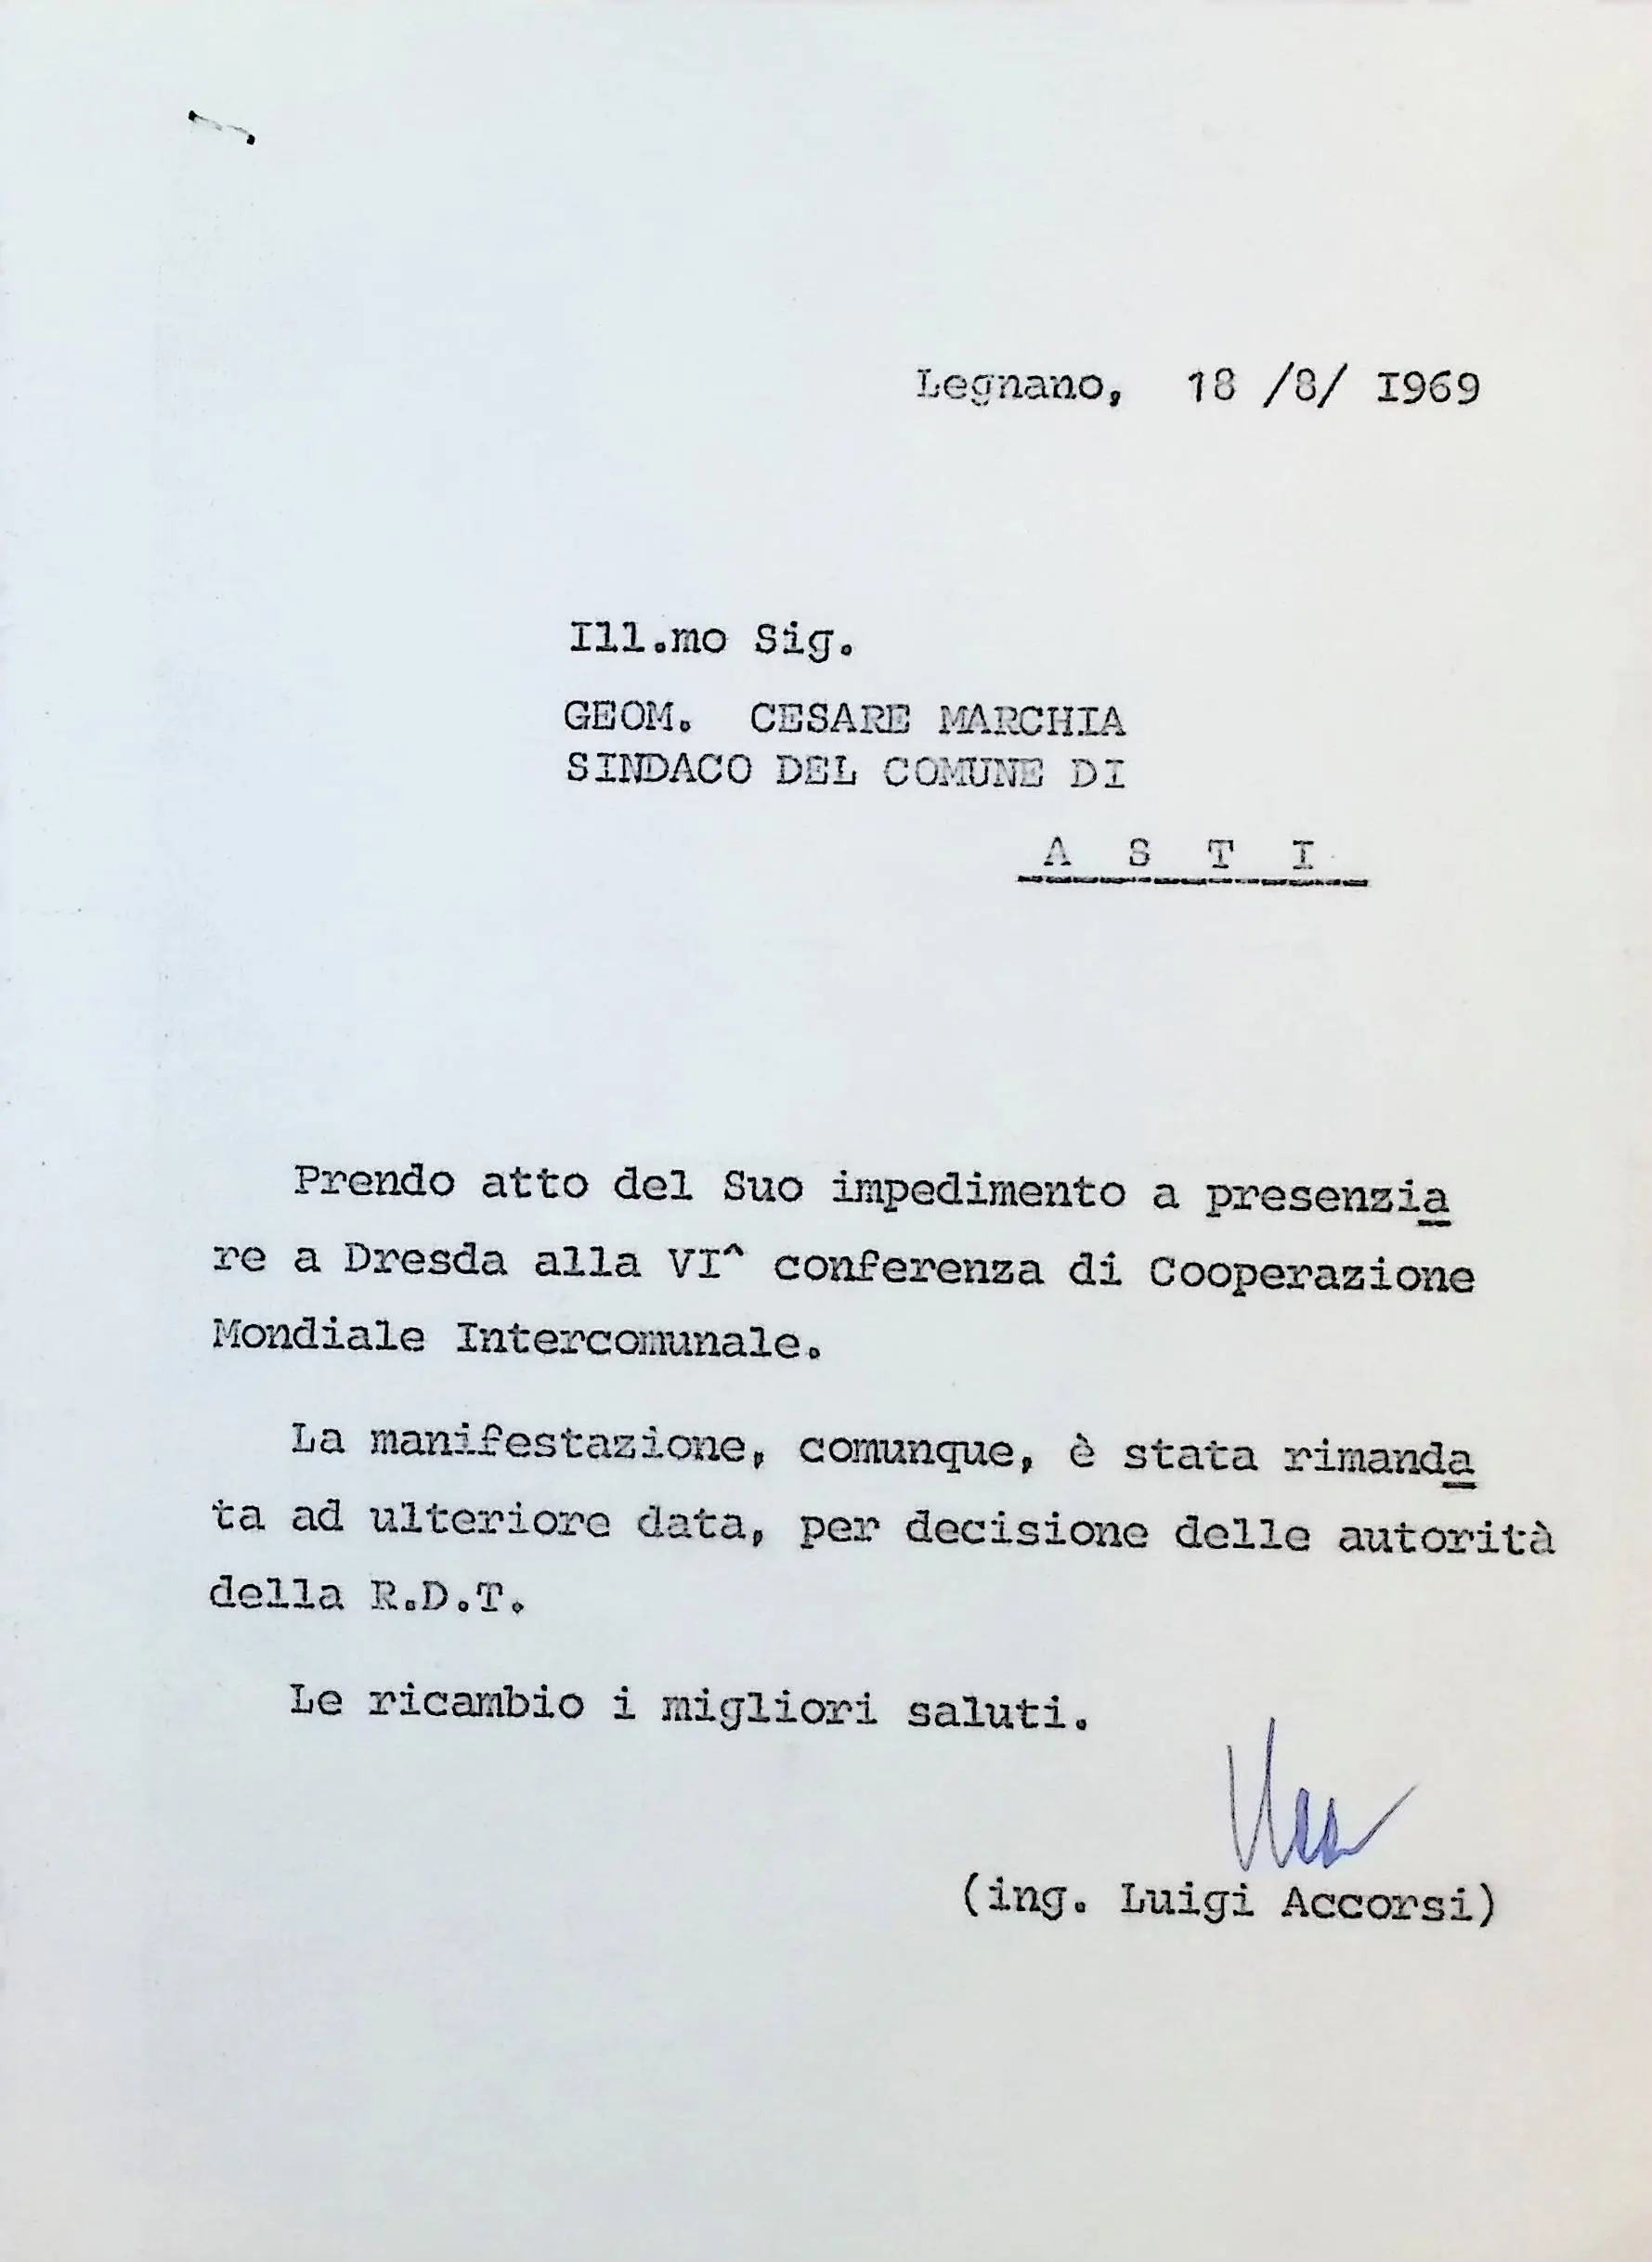 Legnano, 18 /8/ I969
Ill.mo Sig.
GEOM. CESARE MARCHIA
SINDACO DEL COMUNE DI
A S T I
Prendo atto del Suo impedimento a presenzia
re a Dresda alla VI^ conferenza di Cooperazione
Mondiale Intercomunale.
La manifestazione, comunque, è stata rimanda
ta ad ulteriore data, per decisione delle autorità
della R.D.T.
Le ricambio i migliori saluti.
(ing. Luigi Accorsi)